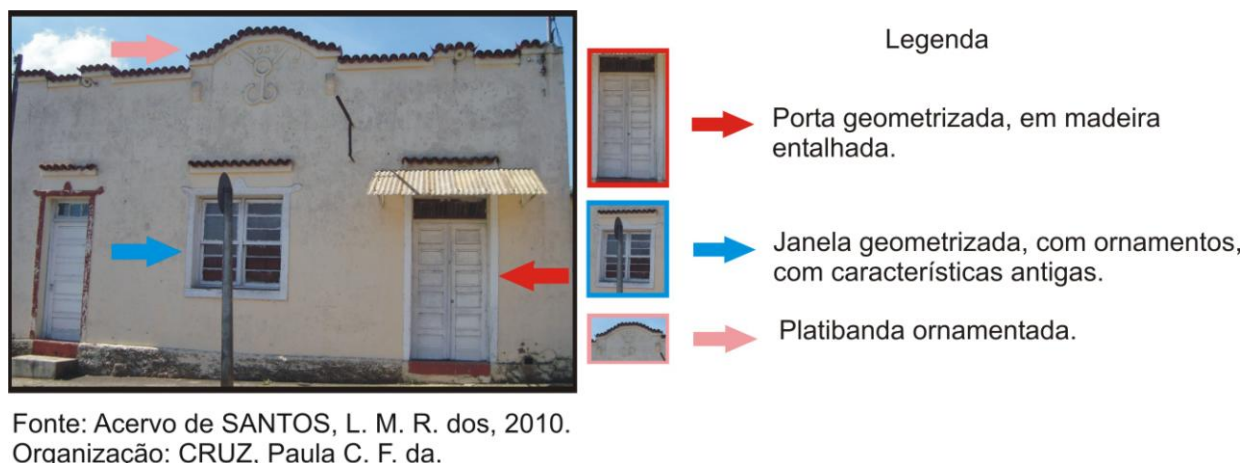 Legenda
Porta geometrizada, em madeira
entalhada.
Janela geometrizada, com ornamentos,
com características antigas.
Platibanda ornamentada.
Fonte: Acervo de SANTOS, L. M. R. dos, 2010.
Organização: CRUZ, Paula C. F. da.